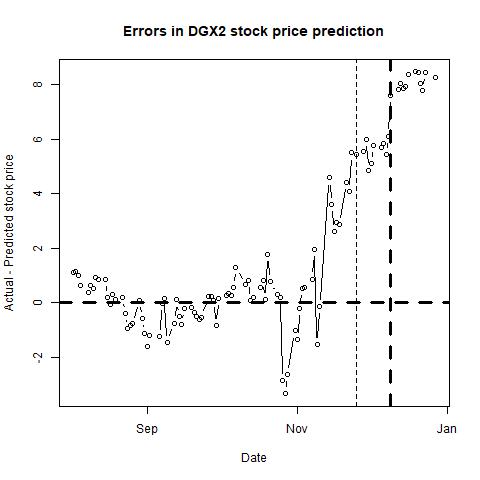 Errors in DGX2 stock price prediction
Actual - Predicted stock price
8
6
4
2
0
-2
Sep
Nov
Jan
Date